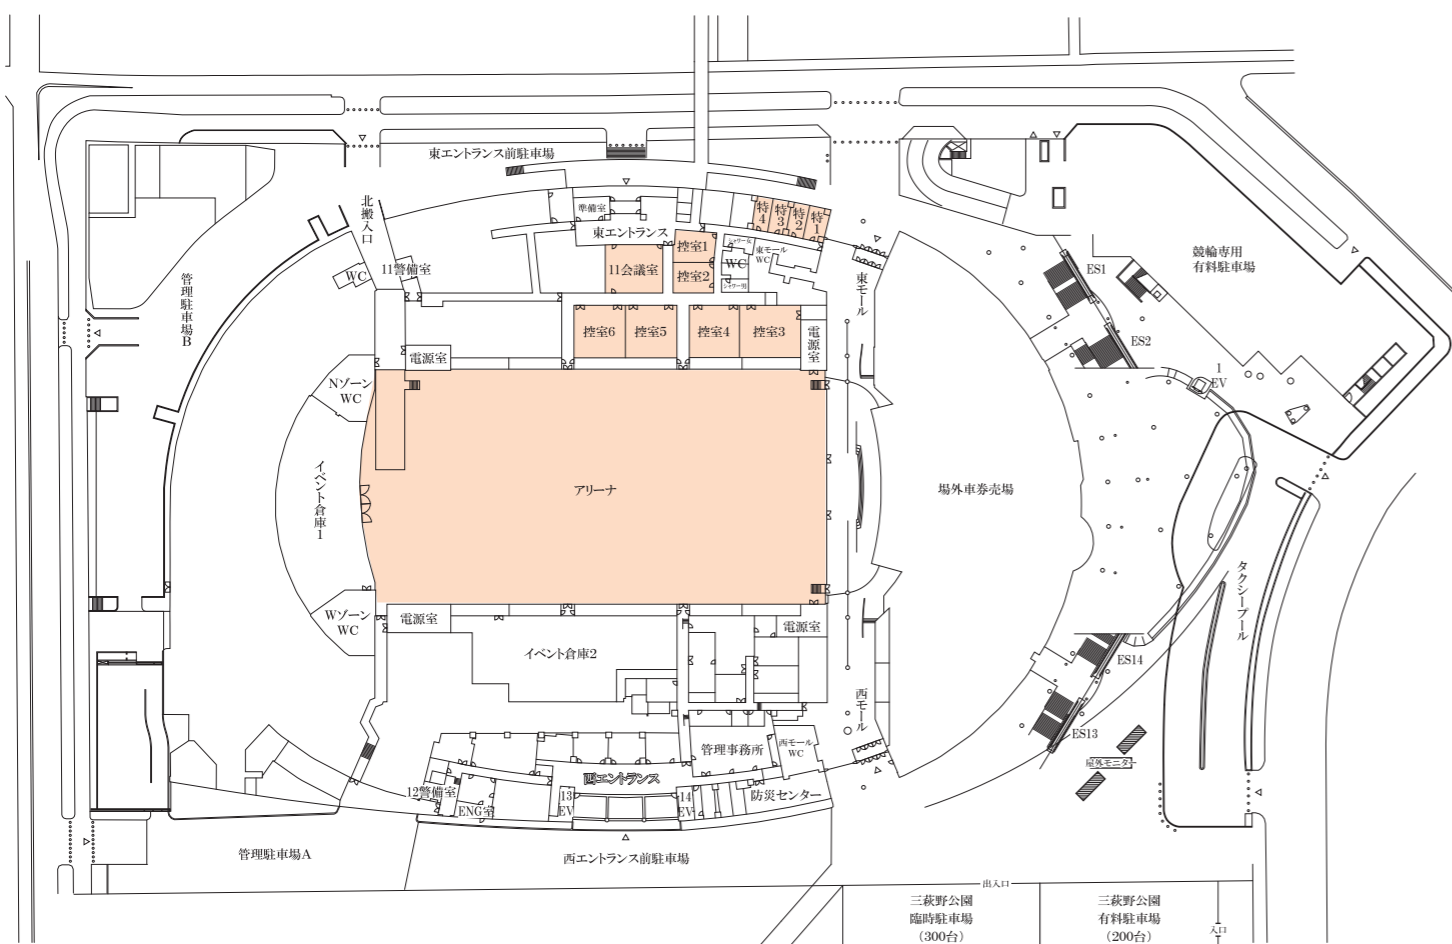 東エントランス前駐車場
北搬入口
準備室
東エントランス
特4
特3
特2
特1
控室1
控室2
11会議室
シャワー女
WC
シャワー男
東モール
WC
東モール
WC
11警備室
管理駐車場B
控室6
控室5
控室4
控室3
電源室
電源室
Nゾーン
WC
イベント倉庫1
アリーナ
場外車券売場
ES1
ES2
1
EV
競輪専用
有料駐車場
タクシープール
Wゾーン
WC
電源室
イベント倉庫2
電源室
西モール
ES14
ES13
屋外モニター
管理事務所
西モール
WC
西エントランス
12警備室
ENG室
13
EV
14
EV
防災センター
管理駐車場A
西エントランス前駐車場
出入口
三萩野公園
臨時駐車場
(300台)
三萩野公園
有料駐車場
(200台)
入口